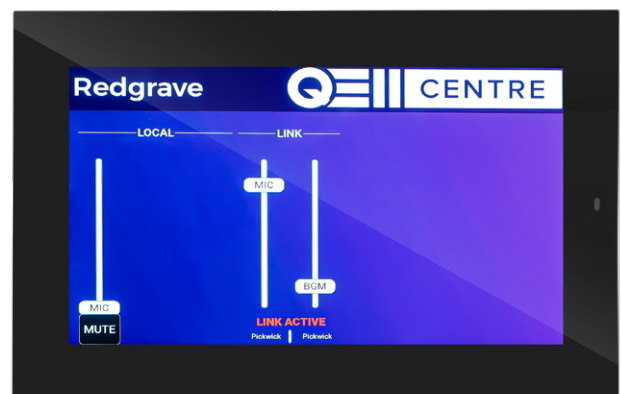 Redgrave
QEII CENTRE
LOCAL
LINK
MIC
BGM
MIC
MUTE
LINK ACTIVE
Pickwick Pickwick